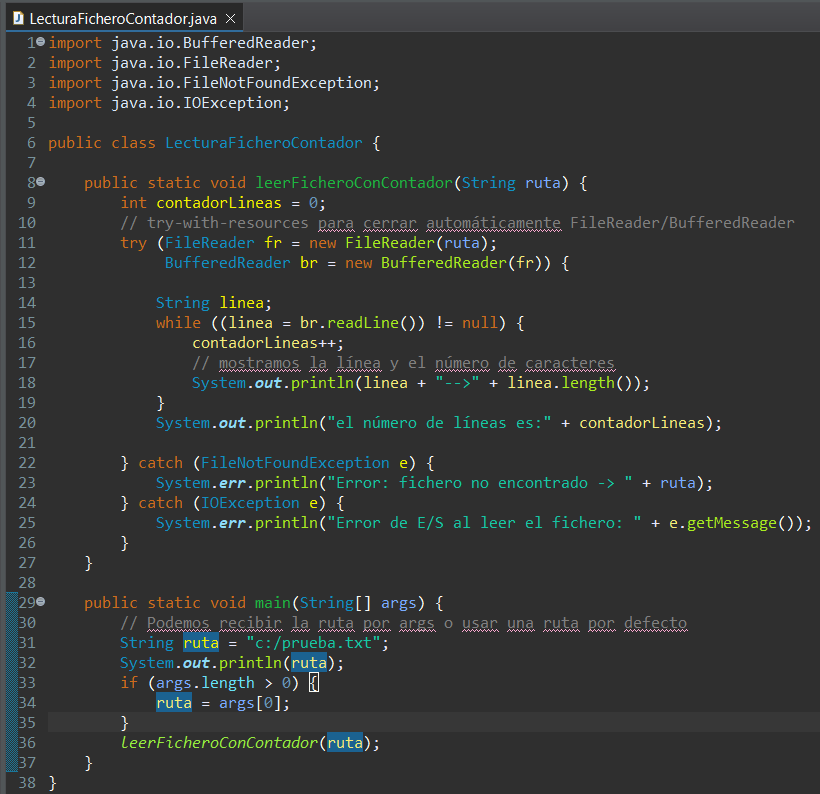 LecturaFicheroContador.java
1 import java.io.BufferedReader;
2 import java.io.FileReader;
3 import java.io.FileNotFoundException;
4 import java.io.IOException;
5
6 public class LecturaFicheroContador {
7
8     public static void leerFicheroConContador(String ruta) {
9         int contadorLineas = 0;
10         // try-with-resources para cerrar automáticamente FileReader/BufferedReader
11         try (FileReader fr = new FileReader(ruta);
12              BufferedReader br = new BufferedReader(fr)) {
13
14             String linea;
15             while ((linea = br.readLine()) != null) {
16                 contadorLineas++;
17                 // mostramos la línea y el número de caracteres
18                 System.out.println(linea + "-->" + linea.length());
19             }
20             System.out.println("el número de líneas es:" + contadorLineas);
21
22         } catch (FileNotFoundException e) {
23             System.err.println("Error: fichero no encontrado -> " + ruta);
24         } catch (IOException e) {
25             System.err.println("Error de E/S al leer el fichero: " + e.getMessage());
26         }
27     }
28
29     public static void main(String[] args) {
30         // Podemos recibir la ruta por args o usar una ruta por defecto
31         String ruta = "c:/prueba.txt";
32         System.out.println(ruta);
33         if (args.length > 0) {
34             ruta = args[0];
35         }
36         leerFicheroConContador(ruta);
37     }
38 }